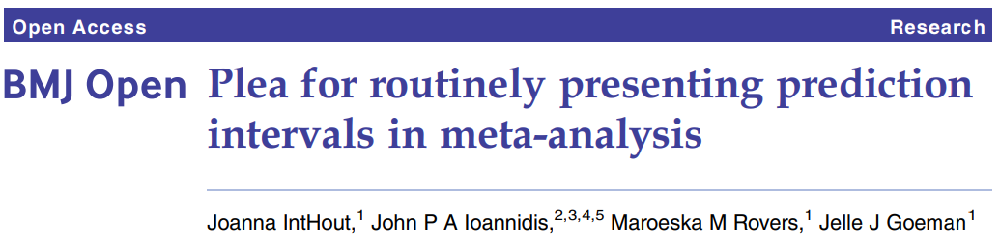 Open Access Research
BMJ Open Plea for routinely presenting prediction
intervals in meta-analysis
Joanna IntHout,1 John P A Ioannidis,2,3,4,5 Maroeska M Rovers,1 Jelle J Goeman1